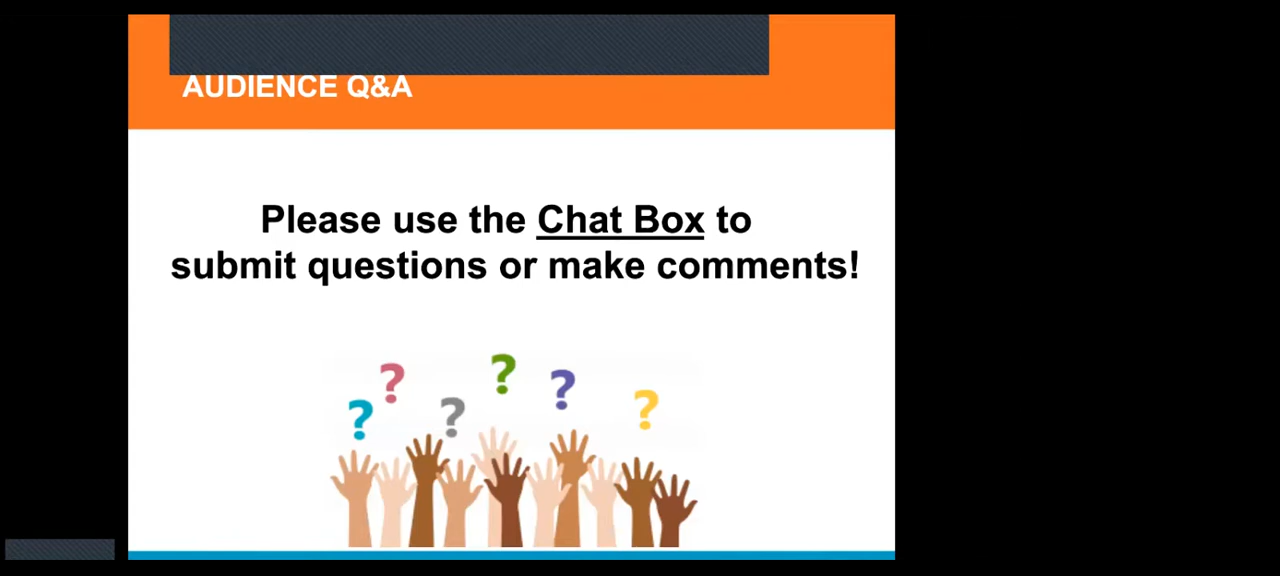 AUDIENCE Q&A
Please use the Chat Box to
submit questions or make comments!
? ? ? ? ? ?